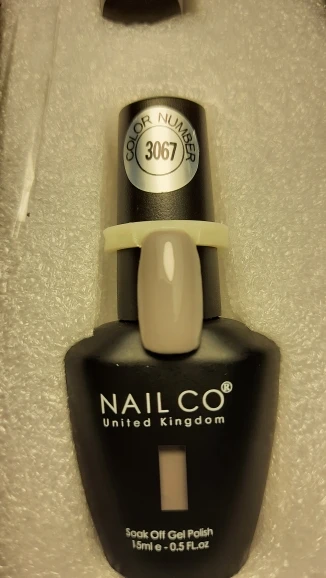 COLOR NUMBER
3067
NAIL CO®
United Kingdom
Soak Off Gel Polish
15ml e - 0.5 FL.oz